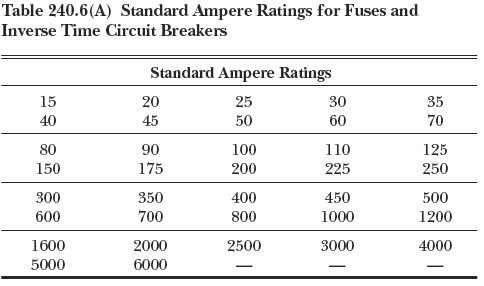 Table 240.6(A) Standard Ampere Ratings for Fuses and
Inverse Time Circuit Breakers
Standard Ampere Ratings
15 20 25 30 35
40 45 50 60 70
80 90 100 110 125
150 175 200 225 250
300 350 400 450 500
600 700 800 1000 1200
1600 2000 2500 3000 4000
5000 6000 — — —